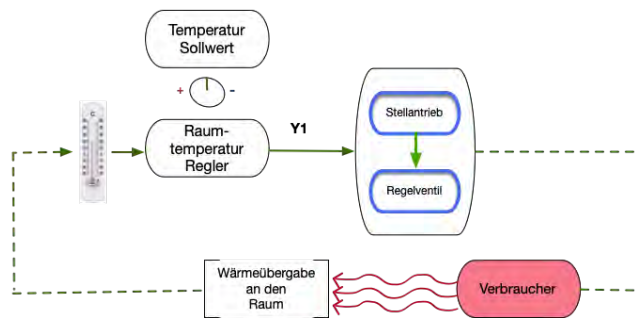 Temperatur
Sollwert
+
-
Raum-
temperatur
Regler
Y1
Stellantrieb
Regelventil
Wärmeübergabe
an den
Raum
Verbraucher